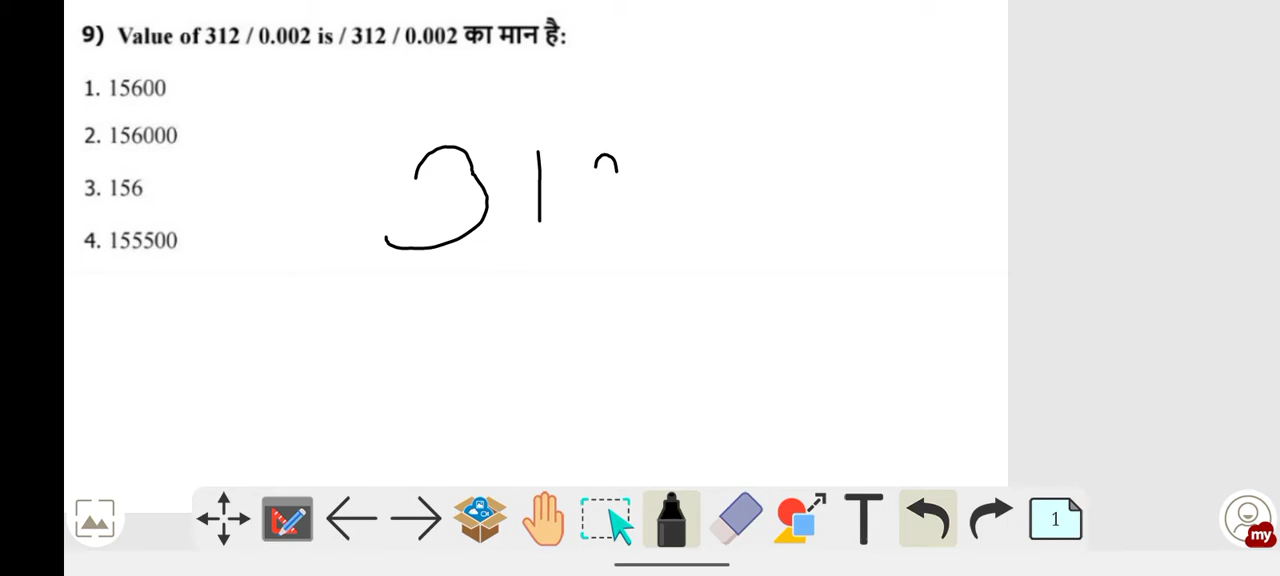 9) Value of 312 / 0.002 is / 312 / 0.002 का मान है:
1. 15600
2. 156000
3. 156
4. 155500
31
T
1
my